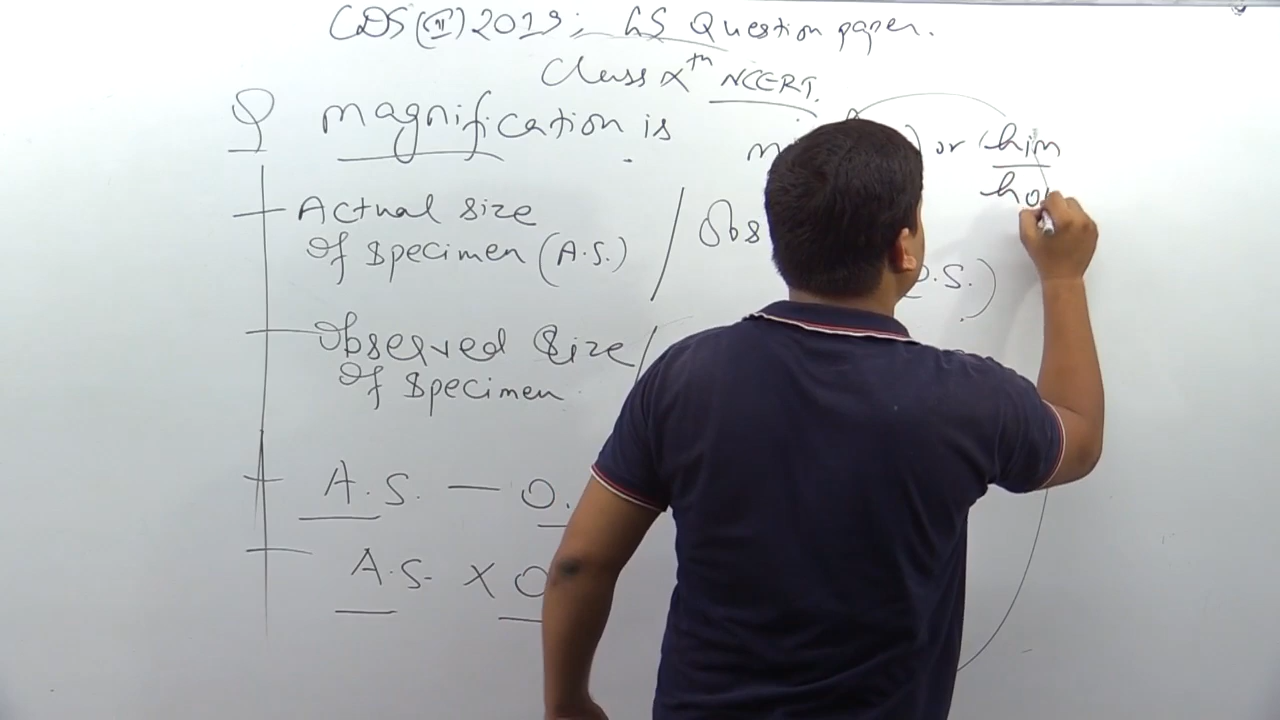 CDS(II) 2019; GS Question paper.
Class Xth NCERT.
Q magnification is
or him
ho
Actual size / Obs
of specimen (A.S.) O.S.)
Observed size /
of specimen
A.S. — O.
A.S. × O